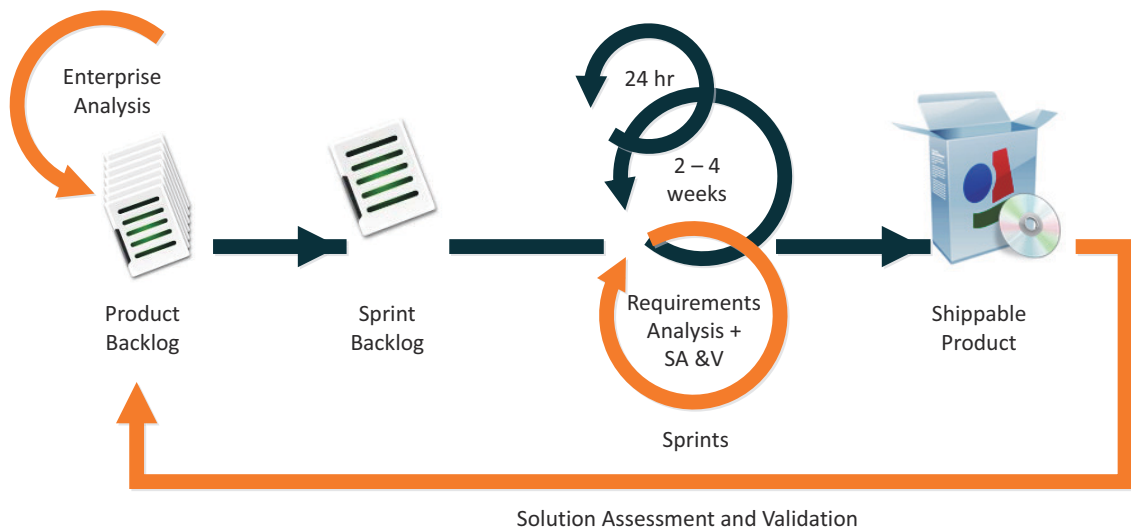 Enterprise
Analysis
Product
Backlog
Sprint
Backlog
24 hr
2 – 4
weeks
Requirements
Analysis +
SA &V
Sprints
Shippable
Product
Solution Assessment and Validation